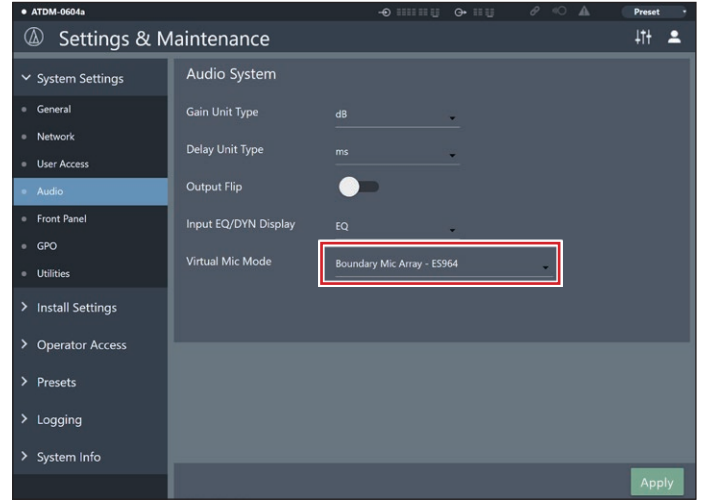 ATDM-0604a
Preset
Settings & Maintenance
System Settings
General
Network
User Access
Audio
Front Panel
GPO
Utilities
Install Settings
Operator Access
Presets
Logging
System Info
Audio System
Gain Unit Type dB
Delay Unit Type ms
Output Flip
Input EQ/DYN Display EQ
Virtual Mic Mode Boundary Mic Array - ES964
Apply